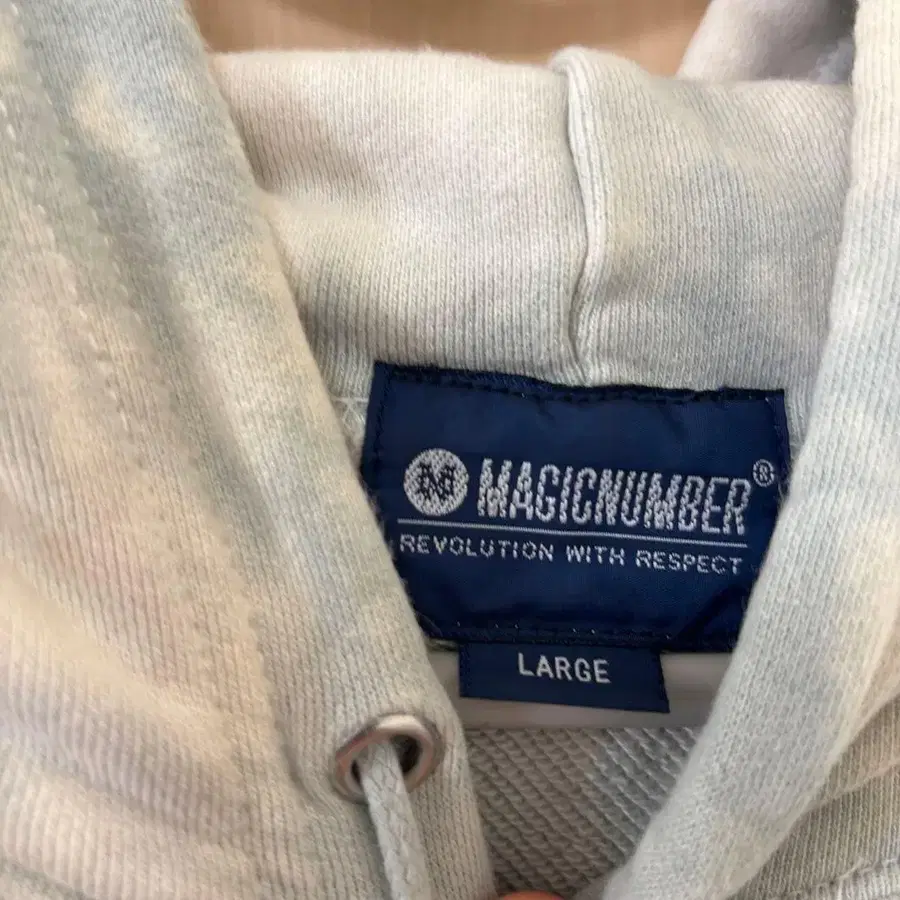 M MAGICNUMBER®
REVOLUTION WITH RESPECT
LARGE